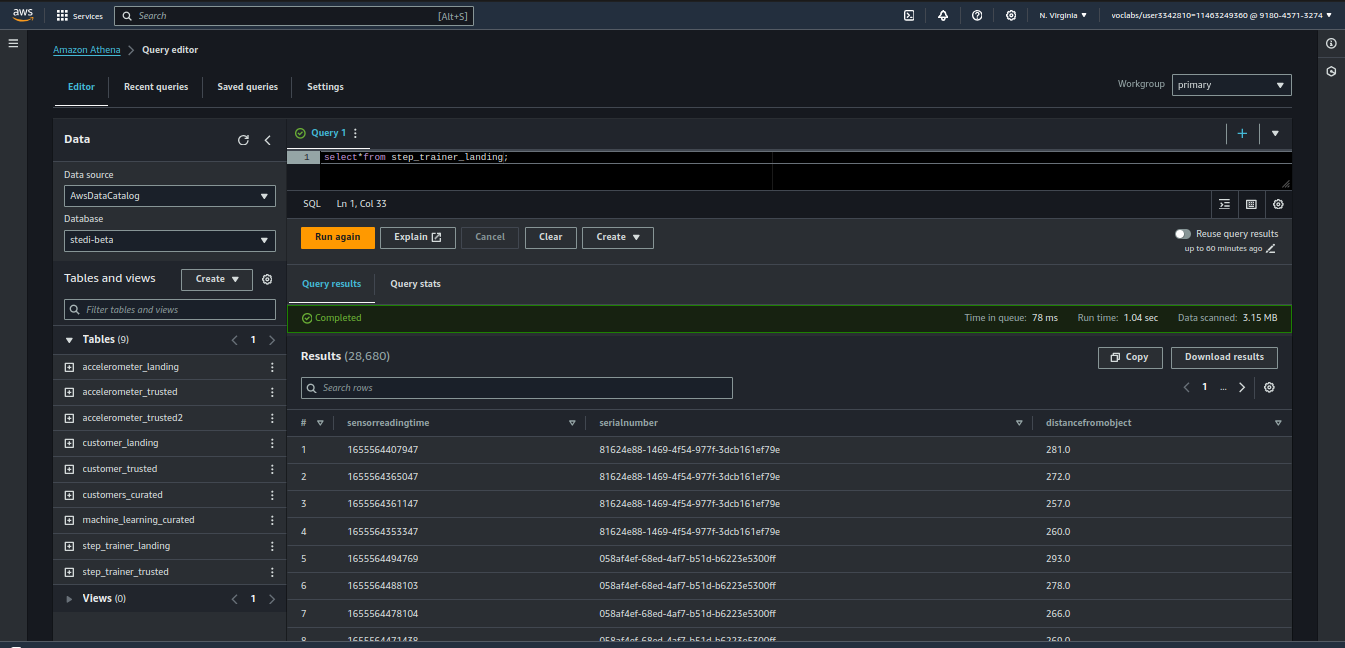 aws Services Search [Alt+S] N. Virginia voclabs/user3342810=11463249360 @ 9180-4571-3274
Amazon Athena Query editor
Editor Recent queries Saved queries Settings Workgroup primary
Data
Data source
AwsDataCatalog
Database
stedi-beta
Tables and views Create
Filter tables and views
Tables (9) 1
accelerometer_landing
accelerometer_trusted
accelerometer_trusted2
customer_landing
customer_trusted
customers_curated
machine_learning_curated
step_trainer_landing
step_trainer_trusted
Views (0) 1
Query 1
1 select*from step_trainer_landing;
SQL Ln 1, Col 33
Run again Explain Cancel Clear Create Reuse query results
up to 60 minutes ago
Query results Query stats
Completed Time in queue: 78 ms Run time: 1.04 sec Data scanned: 3.15 MB
Results (28,680) Copy Download results
Search rows 1 ...
# sensorreadingtime serialnumber distancefromobject
1 1655564407947 81624e88-1469-4f54-977f-3dcb161ef79e 281.0
2 1655564365047 81624e88-1469-4f54-977f-3dcb161ef79e 272.0
3 1655564361147 81624e88-1469-4f54-977f-3dcb161ef79e 257.0
4 1655564353347 81624e88-1469-4f54-977f-3dcb161ef79e 260.0
5 1655564494769 058af4ef-68ed-4af7-b51d-b6223e5300ff 293.0
6 1655564488103 058af4ef-68ed-4af7-b51d-b6223e5300ff 278.0
7 1655564478104 058af4ef-68ed-4af7-b51d-b6223e5300ff 266.0
8 1655564471438 058af4ef-68ed-4af7-b51d-b6223e5300ff